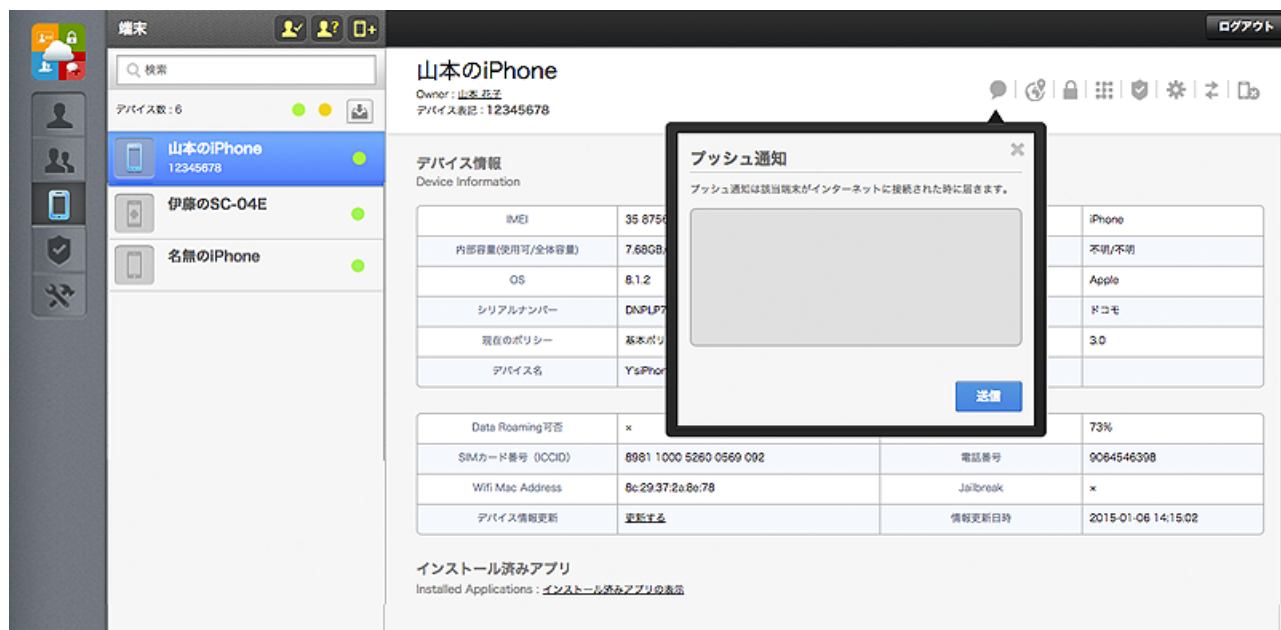 端末
ログアウト
検索
デバイス数 : 6
山本のiPhone
12345678
伊藤のSC-04E
名無のiPhone
山本のiPhone
Owner : 山本 花子
デバイス表記 : 12345678
デバイス情報
Device Information
IMEI 35 8756 iPhone
内部容量(使用可/全体容量) 7.68GB 不明/不明
OS 8.1.2 Apple
シリアルナンバー DNPLP7 ドコモ
現在のポリシー 基本ポリ 3.0
デバイス名 Y'siPhon
プッシュ通知
プッシュ通知は該当端末がインターネットに接続された時に届きます。
送信
Data Roaming可否 × 73%
SIMカード番号 (ICCID) 8981 1000 5260 0569 092 電話番号 9064546398
Wifi Mac Address 8c:29:37:2a:8e:78 Jailbreak ×
デバイス情報更新 更新する 情報更新日時 2015-01-06 14:15:02
インストール済みアプリ
Installed Applications : インストール済みアプリの表示